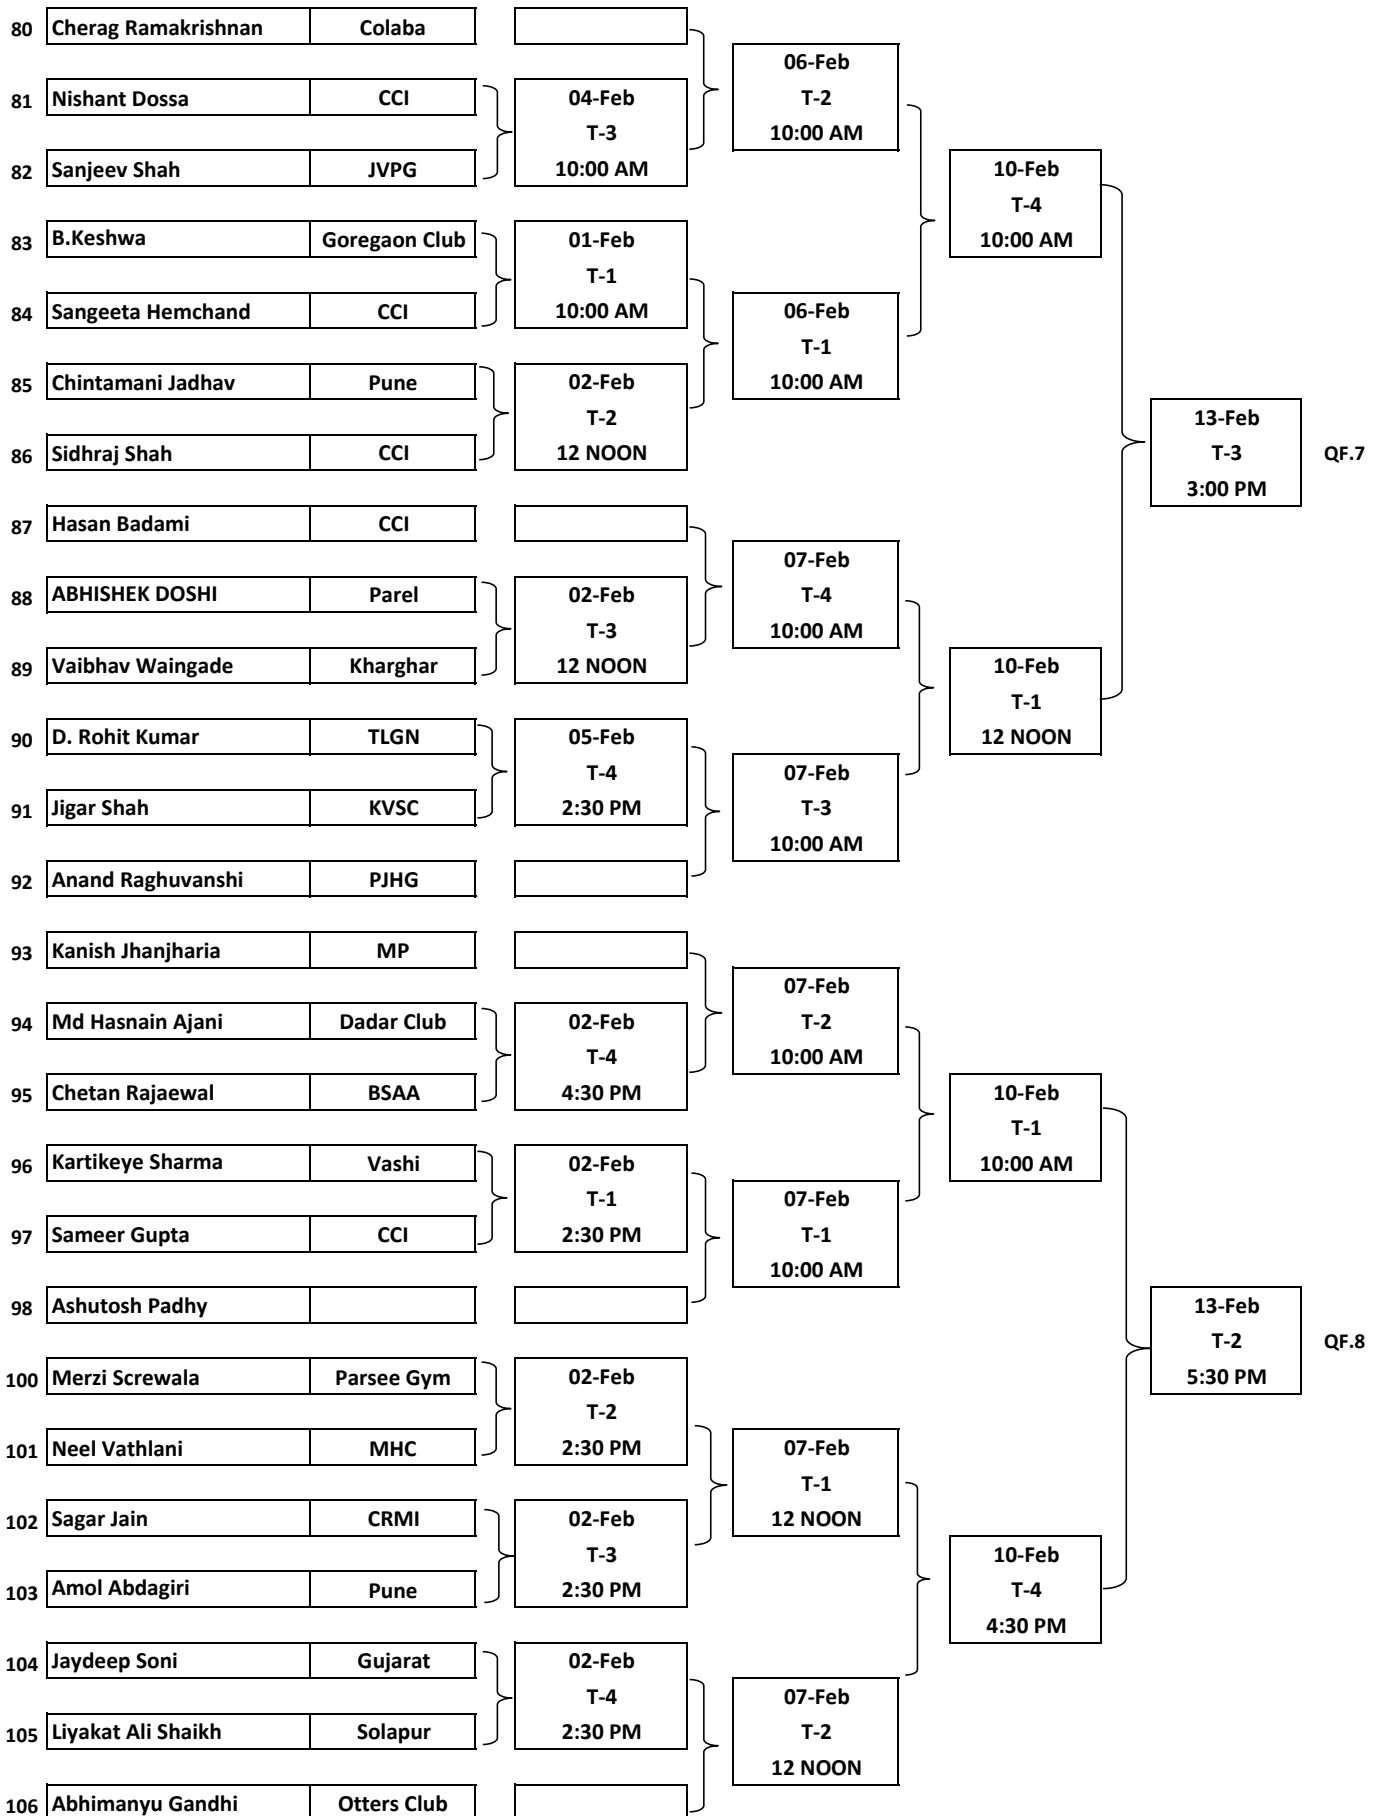 80 Cherag Ramakrishnan Colaba
06-Feb
81 Nishant Dossa CCI 04-Feb T-2
T-3 10:00 AM
82 Sanjeev Shah JVPG 10:00 AM 10-Feb
T-4
83 B.Keshwa Goregaon Club 01-Feb 10:00 AM
T-1
84 Sangeeta Hemchand CCI 10:00 AM 06-Feb
T-1
85 Chintamani Jadhav Pune 02-Feb 10:00 AM
T-2 13-Feb
86 Sidhraj Shah CCI 12 NOON T-3 QF.7
3:00 PM
87 Hasan Badami CCI
07-Feb
88 ABHISHEK DOSHI Parel 02-Feb T-4
T-3 10:00 AM
89 Vaibhav Waingade Kharghar 12 NOON 10-Feb
T-1
90 D. Rohit Kumar TLGN 05-Feb 12 NOON
T-4 07-Feb
91 Jigar Shah KVSC 2:30 PM T-3
10:00 AM
92 Anand Raghuvanshi PJHG
93 Kanish Jhanjharia MP
07-Feb
94 Md Hasnain Ajani Dadar Club 02-Feb T-2
T-4 10:00 AM
95 Chetan Rajaewal BSAA 4:30 PM 10-Feb
T-1
96 Kartikeye Sharma Vashi 02-Feb 10:00 AM
T-1 07-Feb
97 Sameer Gupta CCI 2:30 PM T-1
10:00 AM
98 Ashutosh Padhy 13-Feb
T-2 QF.8
100 Merzi Screwala Parsee Gym 02-Feb 5:30 PM
T-2
101 Neel Vathlani MHC 2:30 PM 07-Feb
T-1
102 Sagar Jain CRMI 02-Feb 12 NOON
T-3 10-Feb
103 Amol Abdagiri Pune 2:30 PM T-4
4:30 PM
104 Jaydeep Soni Gujarat 02-Feb
T-4 07-Feb
105 Liyakat Ali Shaikh Solapur 2:30 PM T-2
12 NOON
106 Abhimanyu Gandhi Otters Club